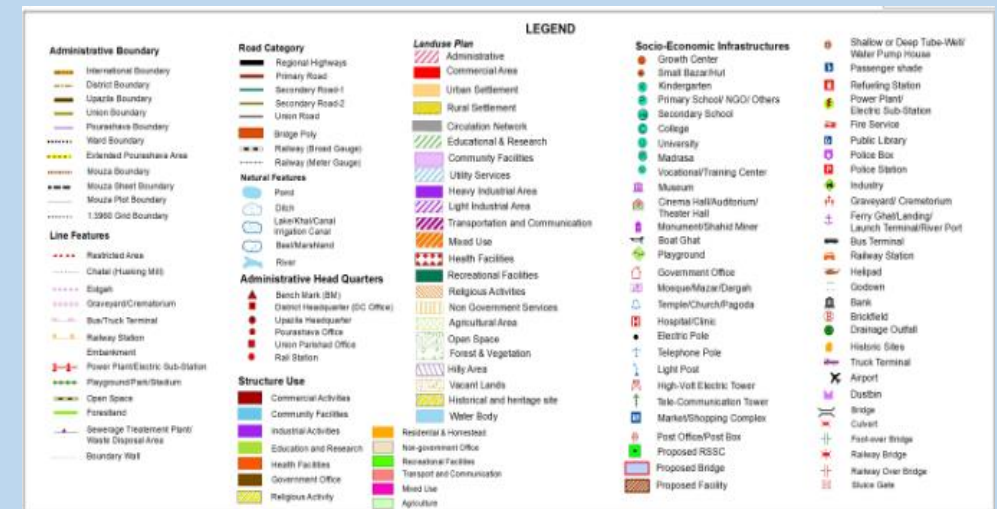 LEGEND
Administrative Boundary
International Boundary
District Boundary
Upazila Boundary
Union Boundary
Pourashava Boundary
Ward Boundary
Extended Pourashava Area
Mouza Boundary
Mouza Sheet Boundary
Mouza Plot Boundary
1:3960 Grid Boundary
Line Features
Restricted Area
Chatal (Husking Mill)
Eidgah
Graveyard/Crematorium
Bus/Truck Terminal
Railway Station
Embankment
Power Plant/Electric Sub-Station
Playground/Park/Stadium
Open Space
Forestland
Sewerage Treatement Plant/
Waste Disposal Area
Boundary Wall
Road Category
Regional Highways
Primary Road
Secondary Road-1
Secondary Road-2
Union Road
Bridge Poly
Railway (Broad Gauge)
Railway (Meter Gauge)
Natural Features
Pond
Ditch
Lake/Khal/Canal
Irrigation Canal
Beel/Marshland
River
Administrative Head Quarters
Bench Mark (BM)
District Headquarter (DC Office)
Upazila Headquarter
Pourashava Office
Union Parishad Office
Rail Station
Structure Use
Commercial Activities
Community Facilities
Industrial Activities
Education and Research
Health Facilities
Government Office
Religious Activity
Residential & Homestead
Non-government Office
Recreational Facilities
Transport and Communication
Mixed Use
Agriculture
Landuse Plan
Administrative
Commercial Area
Urban Settlement
Rural Settlement
Circulation Network
Educational & Research
Community Facilities
Utility Services
Heavy Industrial Area
Light Industrial Area
Transportation and Communication
Mixed Use
Health Facilities
Recreational Facilities
Religious Activities
Non Government Services
Agricultural Area
Open Space
Forest & Vegetation
Hilly Area
Vacant Lands
Historical and heritage site
Water Body
Socio-Economic Infrastructures
Growth Center
Small Bazar/Hut
Kindergarten
Primary School/ NGO/ Others
Secondary School
College
University
Madrasa
Vocational/Training Center
Museum
Cinema Hall/Auditorium/
Theater Hall
Monument/Shahid Miner
Boat Ghat
Playground
Government Office
Mosque/Mazar/Dargah
Temple/Church/Pagoda
Hospital/Clinic
Electric Pole
Telephone Pole
Light Post
High-Volt Electric Tower
Tele-Communication Tower
Market/Shopping Complex
Post Office/Post Box
Proposed RSSC
Proposed Bridge
Proposed Facility
Shallow or Deep Tube-Well/
Water Pump House
Passenger shade
Refueling Station
Power Plant/
Electric Sub-Station
Fire Service
Public Library
Police Box
Police Station
Industry
Graveyard/ Cremetorium
Ferry Ghat/Landing/
Launch Terminal/River Port
Bus Terminal
Railway Station
Helipad
Godown
Bank
Brickfield
Drainage Outfall
Historic Sites
Truck Terminal
Airport
Dustbin
Bridge
Culvert
Foot-over Bridge
Railway Bridge
Railway Over Bridge
Sluice Gate